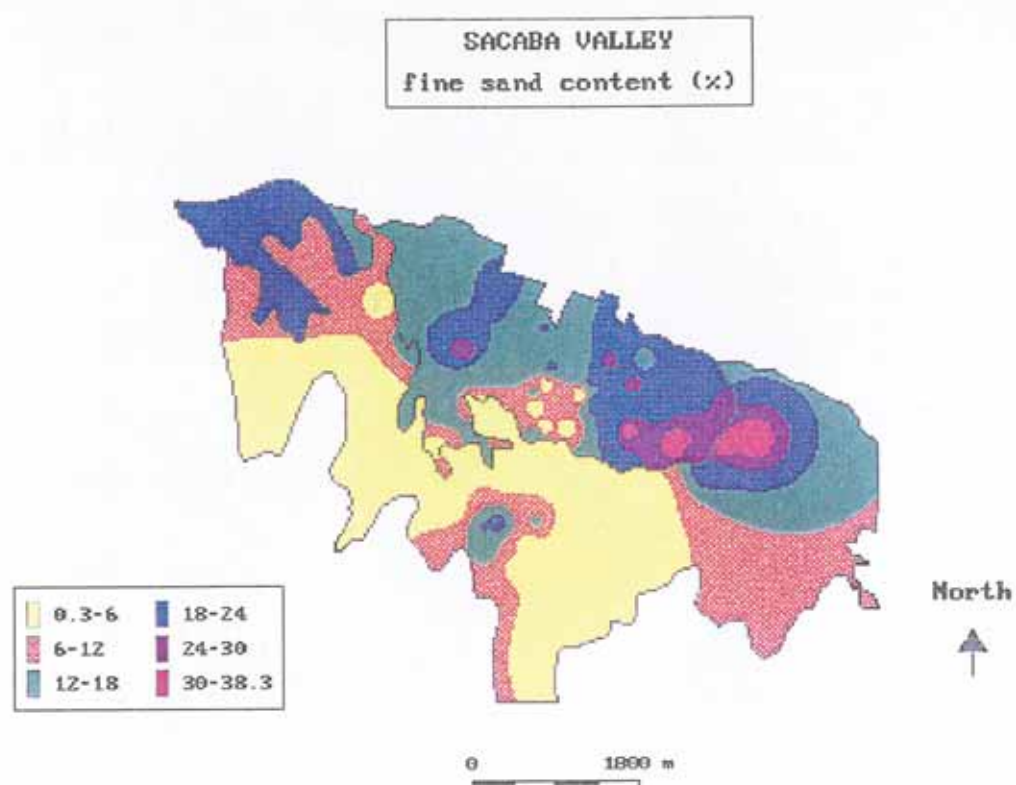 SACABA VALLEY
fine sand content (%)
0.3-6
6-12
12-18
18-24
24-30
30-38.3
North
0 1800 m